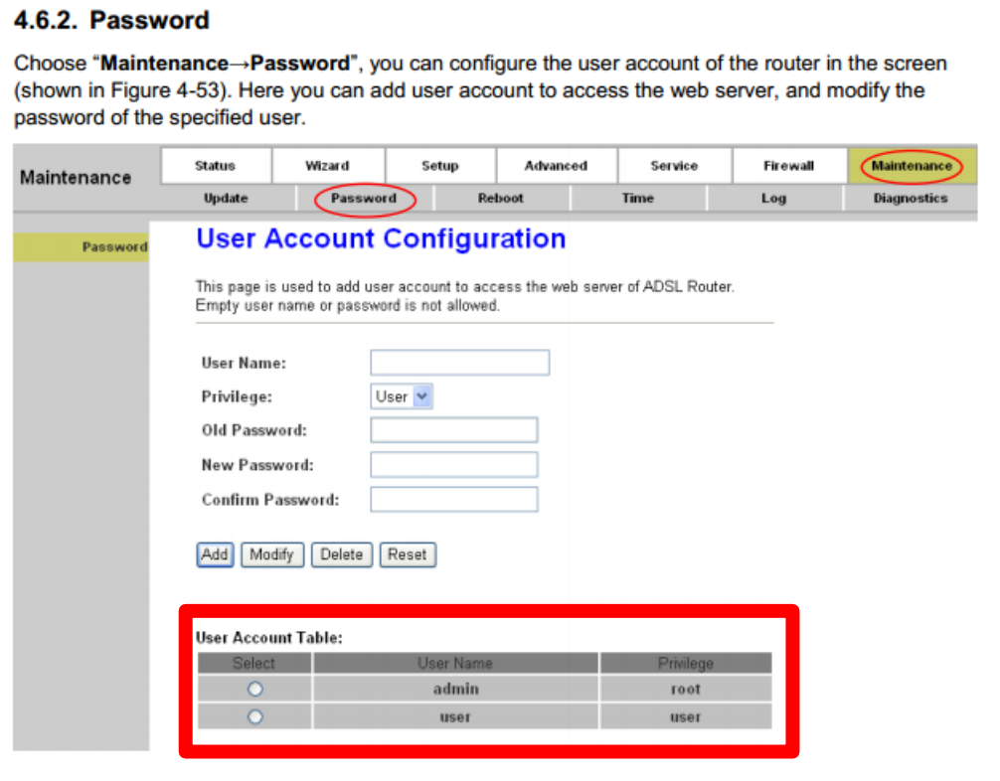 4.6.2. Password
Choose “Maintenance→Password”, you can configure the user account of the router in the screen
(shown in Figure 4-53). Here you can add user account to access the web server, and modify the
password of the specified user.
Maintenance
Status Wizard Setup Advanced Service Firewall Maintenance
Update Password Reboot Time Log Diagnostics
Password
User Account Configuration
This page is used to add user account to access the web server of ADSL Router.
Empty user name or password is not allowed.
User Name:
Privilege: User
Old Password:
New Password:
Confirm Password:
Add Modify Delete Reset
User Account Table:
Select User Name Privilege
admin root
user user